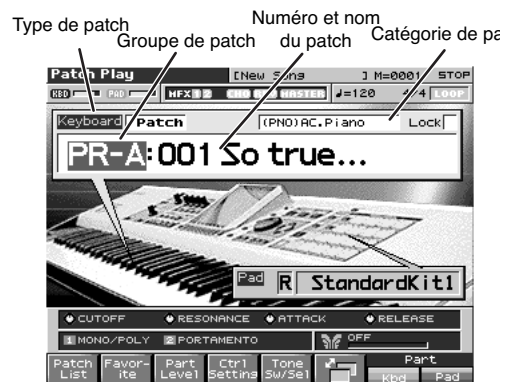 Type de patch
Groupe de patch
Numéro et nom
du patch
Catégorie de pa
Patch Play [New Song ] M=0001 STOP
KBD PAD MFX 1 2 CHO REV MASTER ♩=120 4/4 LOOP
Keyboard Patch (PNO)AC.Piano Lock
PR-A:001 So true...
Pad R StandardKit1
CUTOFF RESONANCE ATTACK RELEASE
1 MONO/POLY 2 PORTAMENTO OFF
Patch List Favor-ite Part Level Ctrl Setting Tone Sw/Sel Part
Kbd Pad